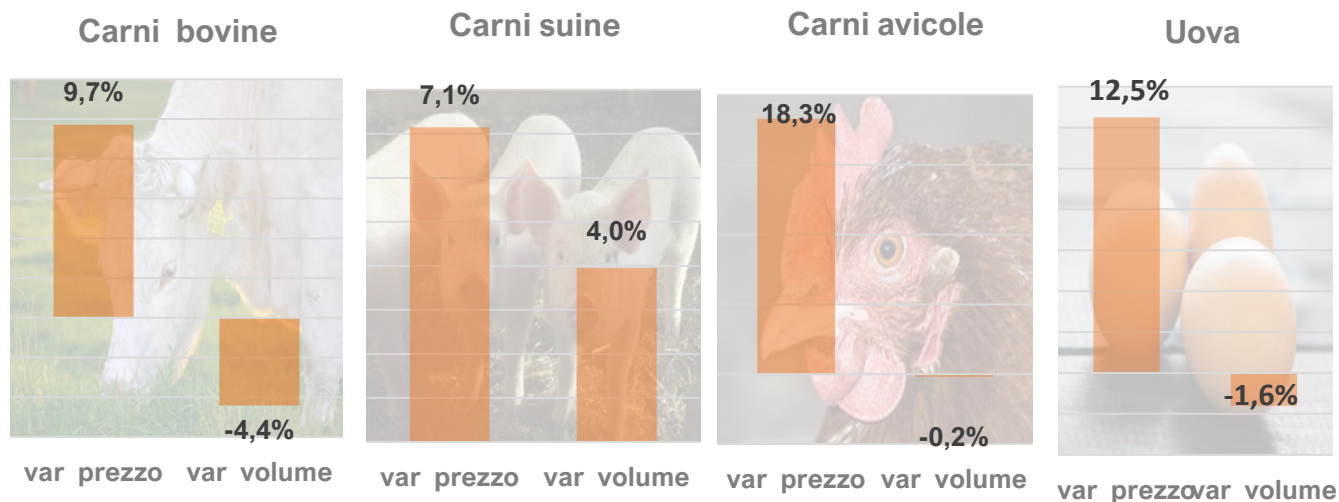 Carni bovine
9,7%
-4,4%
var prezzo var volume
Carni suine
7,1%
4,0%
var prezzo var volume
Carni avicole
18,3%
-0,2%
var prezzo var volume
Uova
12,5%
-1,6%
var prezzovar volume